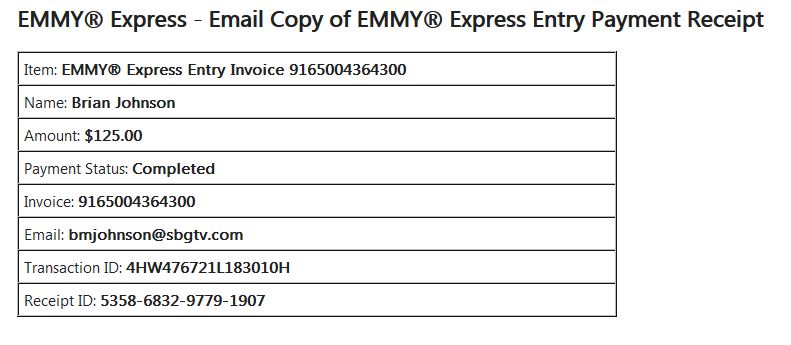 EMMY® Express - Email Copy of EMMY® Express Entry Payment Receipt
Item: EMMY® Express Entry Invoice 9165004364300
Name: Brian Johnson
Amount: $125.00
Payment Status: Completed
Invoice: 9165004364300
Email: bmjohnson@sbgtv.com
Transaction ID: 4HW476721L183010H
Receipt ID: 5358-6832-9779-1907